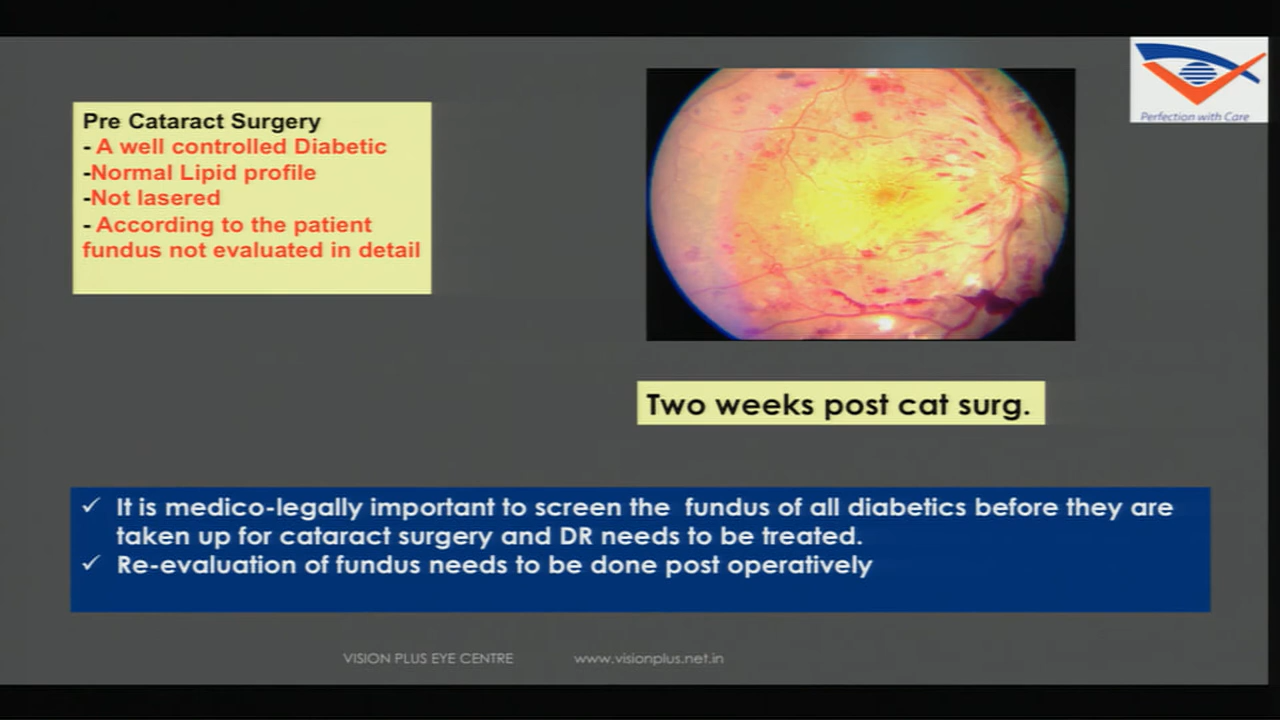 Pre Cataract Surgery
- A well controlled Diabetic
-Normal Lipid profile
-Not lasered
- According to the patient
fundus not evaluated in detail
Perfection with Care
Two weeks post cat surg.
✓ It is medico-legally important to screen the fundus of all diabetics before they are
taken up for cataract surgery and DR needs to be treated.
✓ Re-evaluation of fundus needs to be done post operatively
VISION PLUS EYE CENTRE www.visionplus.net.in